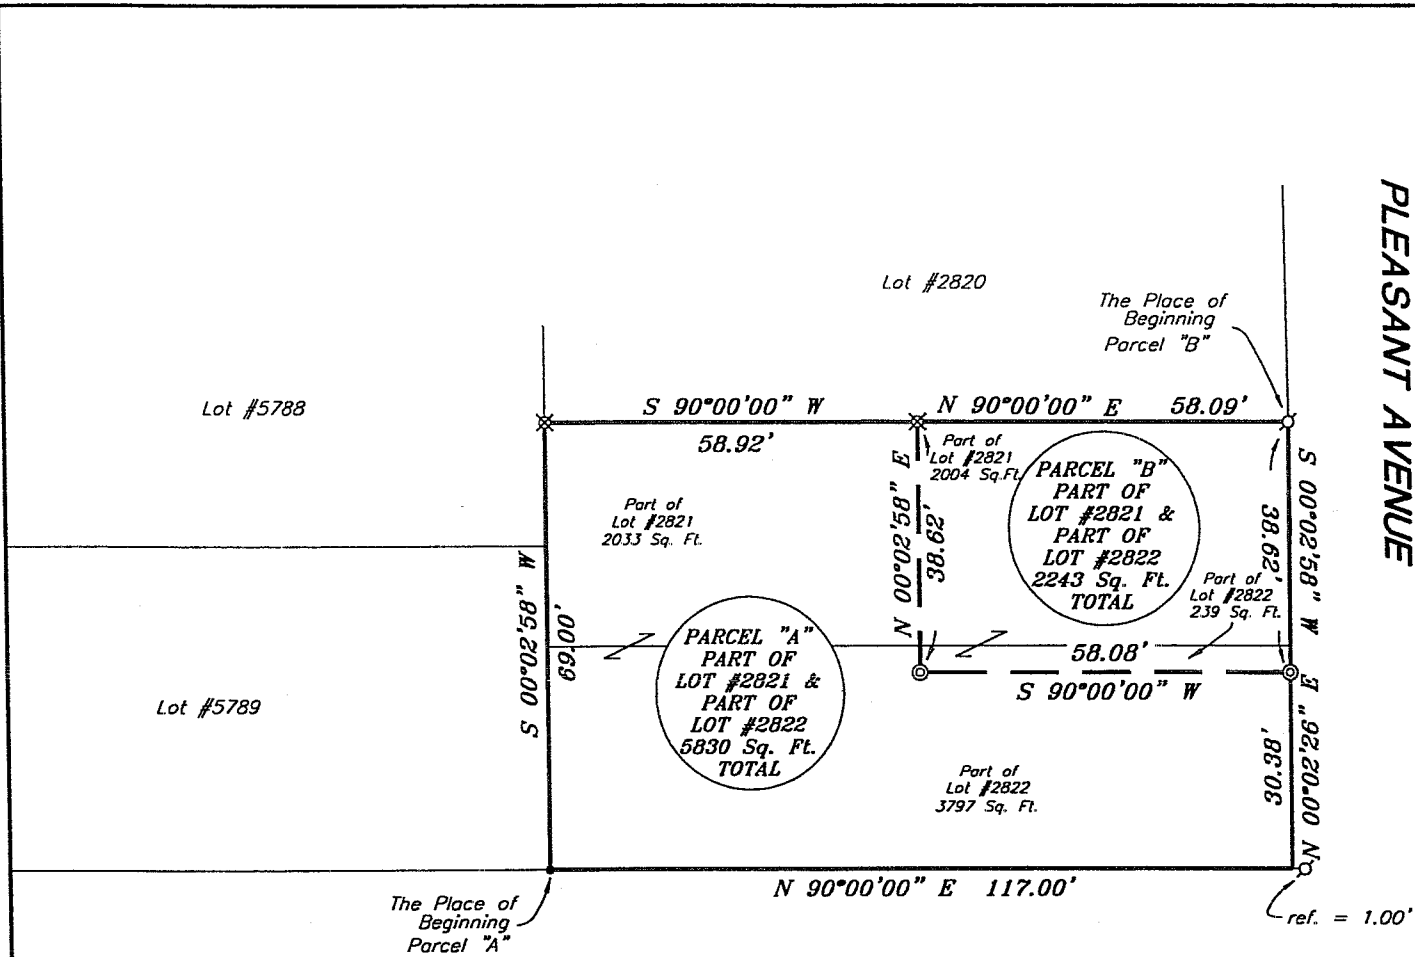 PLEASANT AVENUE
Lot #2820
The Place of
Beginning
Parcel "B"
Lot #5788
S 90°00'00" W
58.92'
N 90°00'00" E 58.09'
Part of
Lot #2821
2004 Sq.Ft.
PARCEL "B"
PART OF
LOT #2821 &
PART OF
LOT #2822
2243 Sq. Ft.
TOTAL
Part of
Lot #2821
2033 Sq. Ft.
N 00°02'58" E
38.62'
38.62'
S 00°02'58" W
Part of
Lot #2822
239 Sq. Ft.
S 00°02'58" W
69.00'
PARCEL "A"
PART OF
LOT #2821 &
PART OF
LOT #2822
5830 Sq. Ft.
TOTAL
58.08'
S 90°00'00" W
Lot #5789
N 00°02'26" E
30.38'
Part of
Lot #2822
3797 Sq. Ft.
N 90°00'00" E 117.00'
The Place of
Beginning
Parcel "A"
ref. = 1.00'